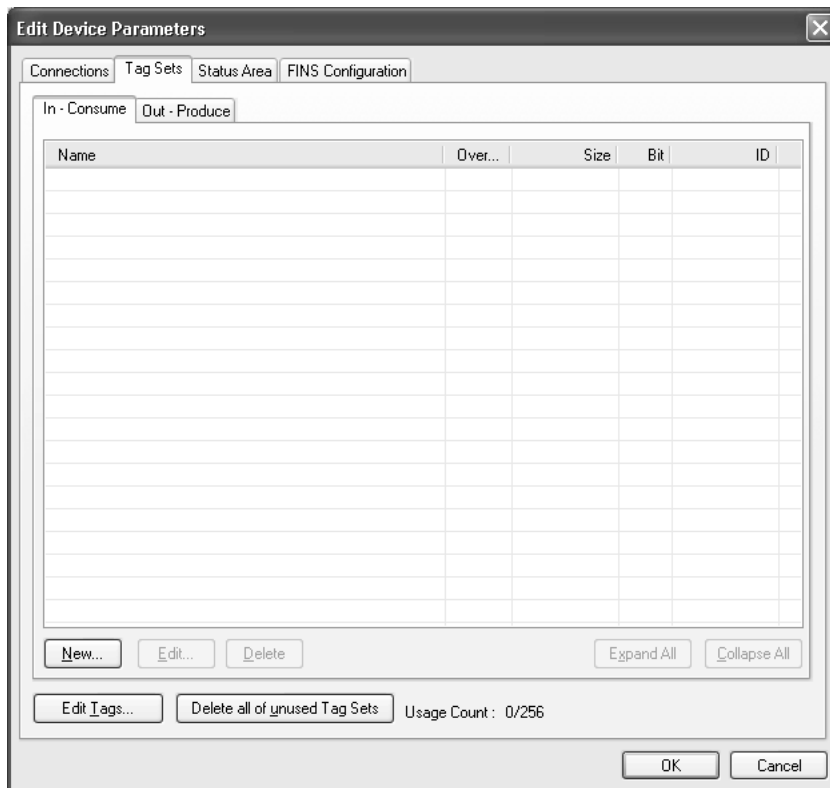 Edit Device Parameters
Connections Tag Sets Status Area FINS Configuration
In - Consume Out - Produce
Name Over... Size Bit ID
New... Edit... Delete Expand All Collapse All
Edit Tags... Delete all of unused Tag Sets Usage Count : 0/256
OK Cancel